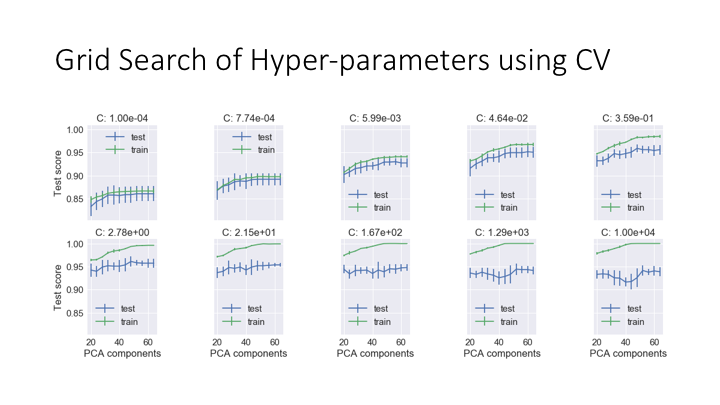 Grid Search of Hyper-parameters using CV
C: 1.00e-04
C: 7.74e-04
C: 5.99e-03
C: 4.64e-02
C: 3.59e-01
1.00
0.95
0.90
0.85
Test score
test
train
test
train
test
train
test
train
test
train
C: 2.78e+00
C: 2.15e+01
C: 1.67e+02
C: 1.29e+03
C: 1.00e+04
1.00
0.95
0.90
0.85
Test score
test
train
test
train
test
train
test
train
test
train
20 40 60
20 40 60
20 40 60
20 40 60
20 40 60
PCA components
PCA components
PCA components
PCA components
PCA components